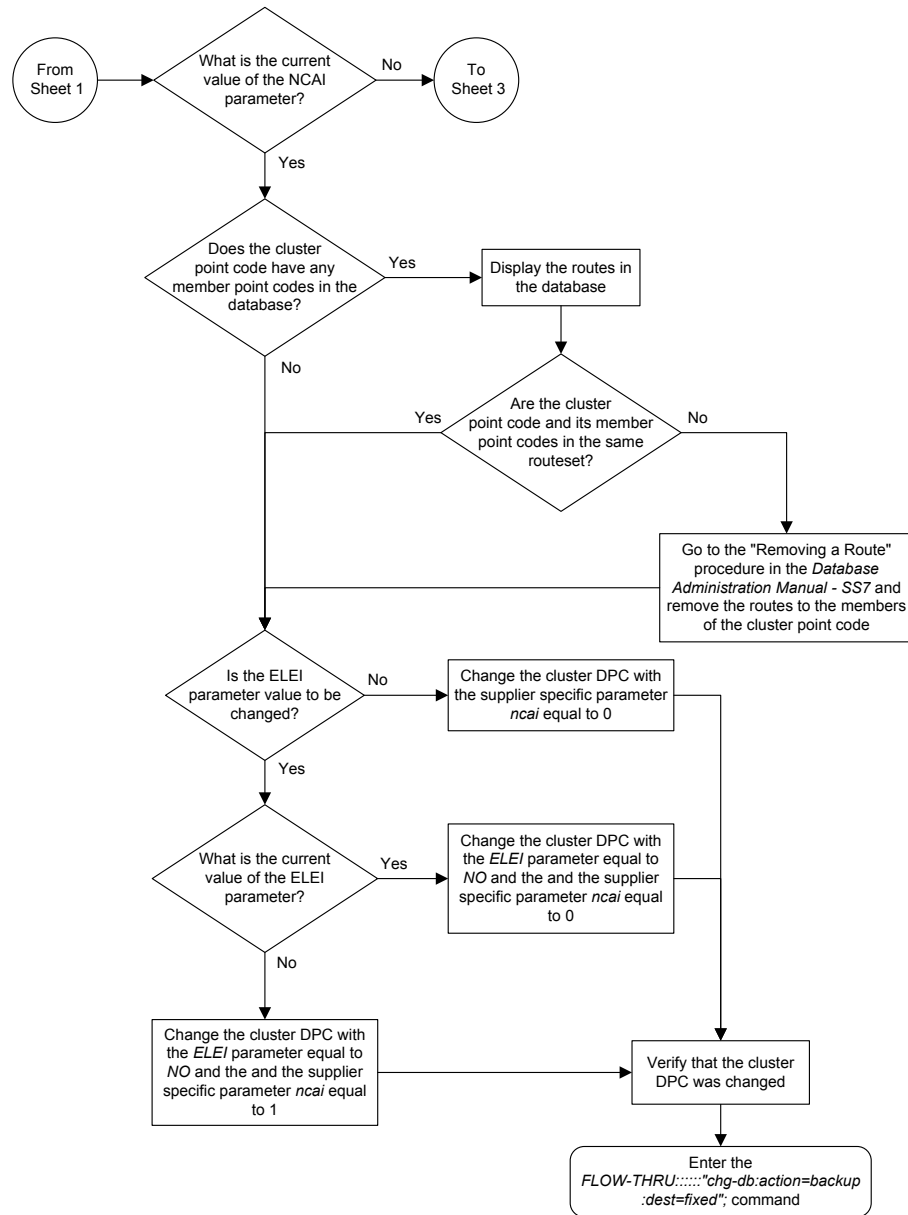 From
Sheet 1
What is the current
value of the NCAI
parameter?
No
To
Sheet 3
Yes
Does the cluster
point code have any
member point codes in the
database?
Yes
Display the routes in
the database
No
Are the cluster
point code and its member
point codes in the same
routeset?
Yes
No
Go to the "Removing a Route"
procedure in the Database
Administration Manual - SS7 and
remove the routes to the members
of the cluster point code
Is the ELEI
parameter value to be
changed?
No
Change the cluster DPC with
the supplier specific parameter
ncai equal to 0
Yes
What is the current
value of the ELEI
parameter?
Yes
Change the cluster DPC with
the ELEI parameter equal to
NO and the and the supplier
specific parameter ncai equal
to 0
No
Change the cluster DPC with
the ELEI parameter equal to
NO and the and the supplier
specific parameter ncai equal
to 1
Verify that the cluster
DPC was changed
Enter the
FLOW-THRU::::::"chg-db:action=backup
:dest=fixed"; command